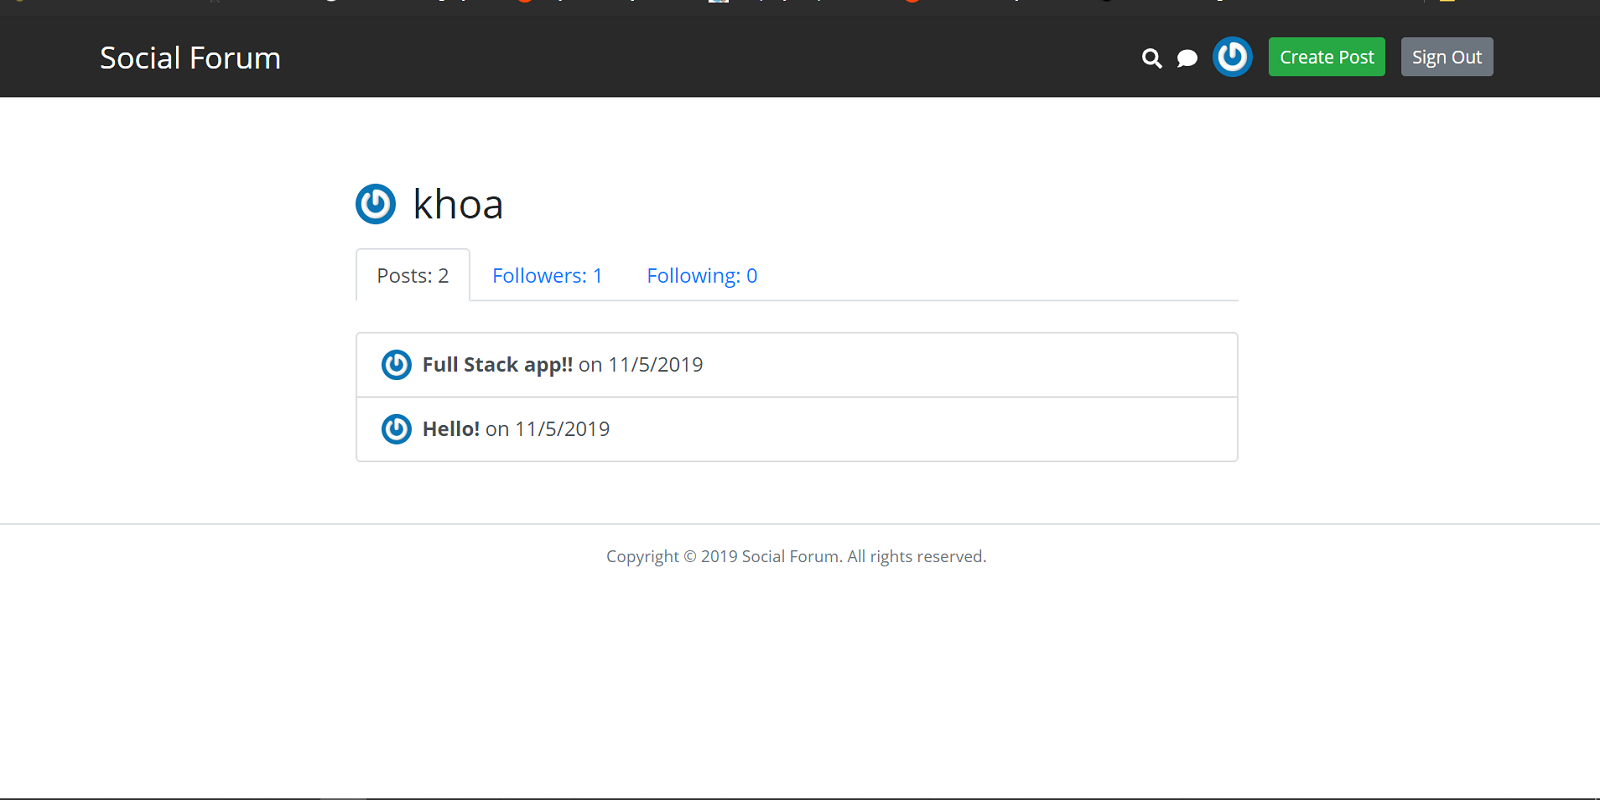 Social Forum
Create Post
Sign Out
khoa
Posts: 2
Followers: 1
Following: 0
Full Stack app!! on 11/5/2019
Hello! on 11/5/2019
Copyright © 2019 Social Forum. All rights reserved.